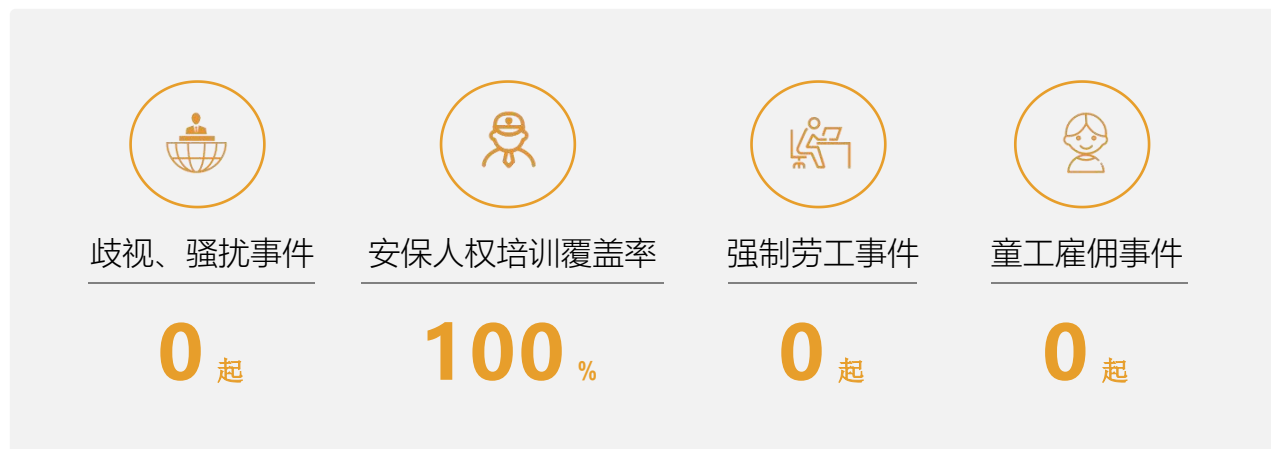 歧视、骚扰事件
0 起
安保人权培训覆盖率
100 %
强制劳工事件
0 起
童工雇佣事件
0 起